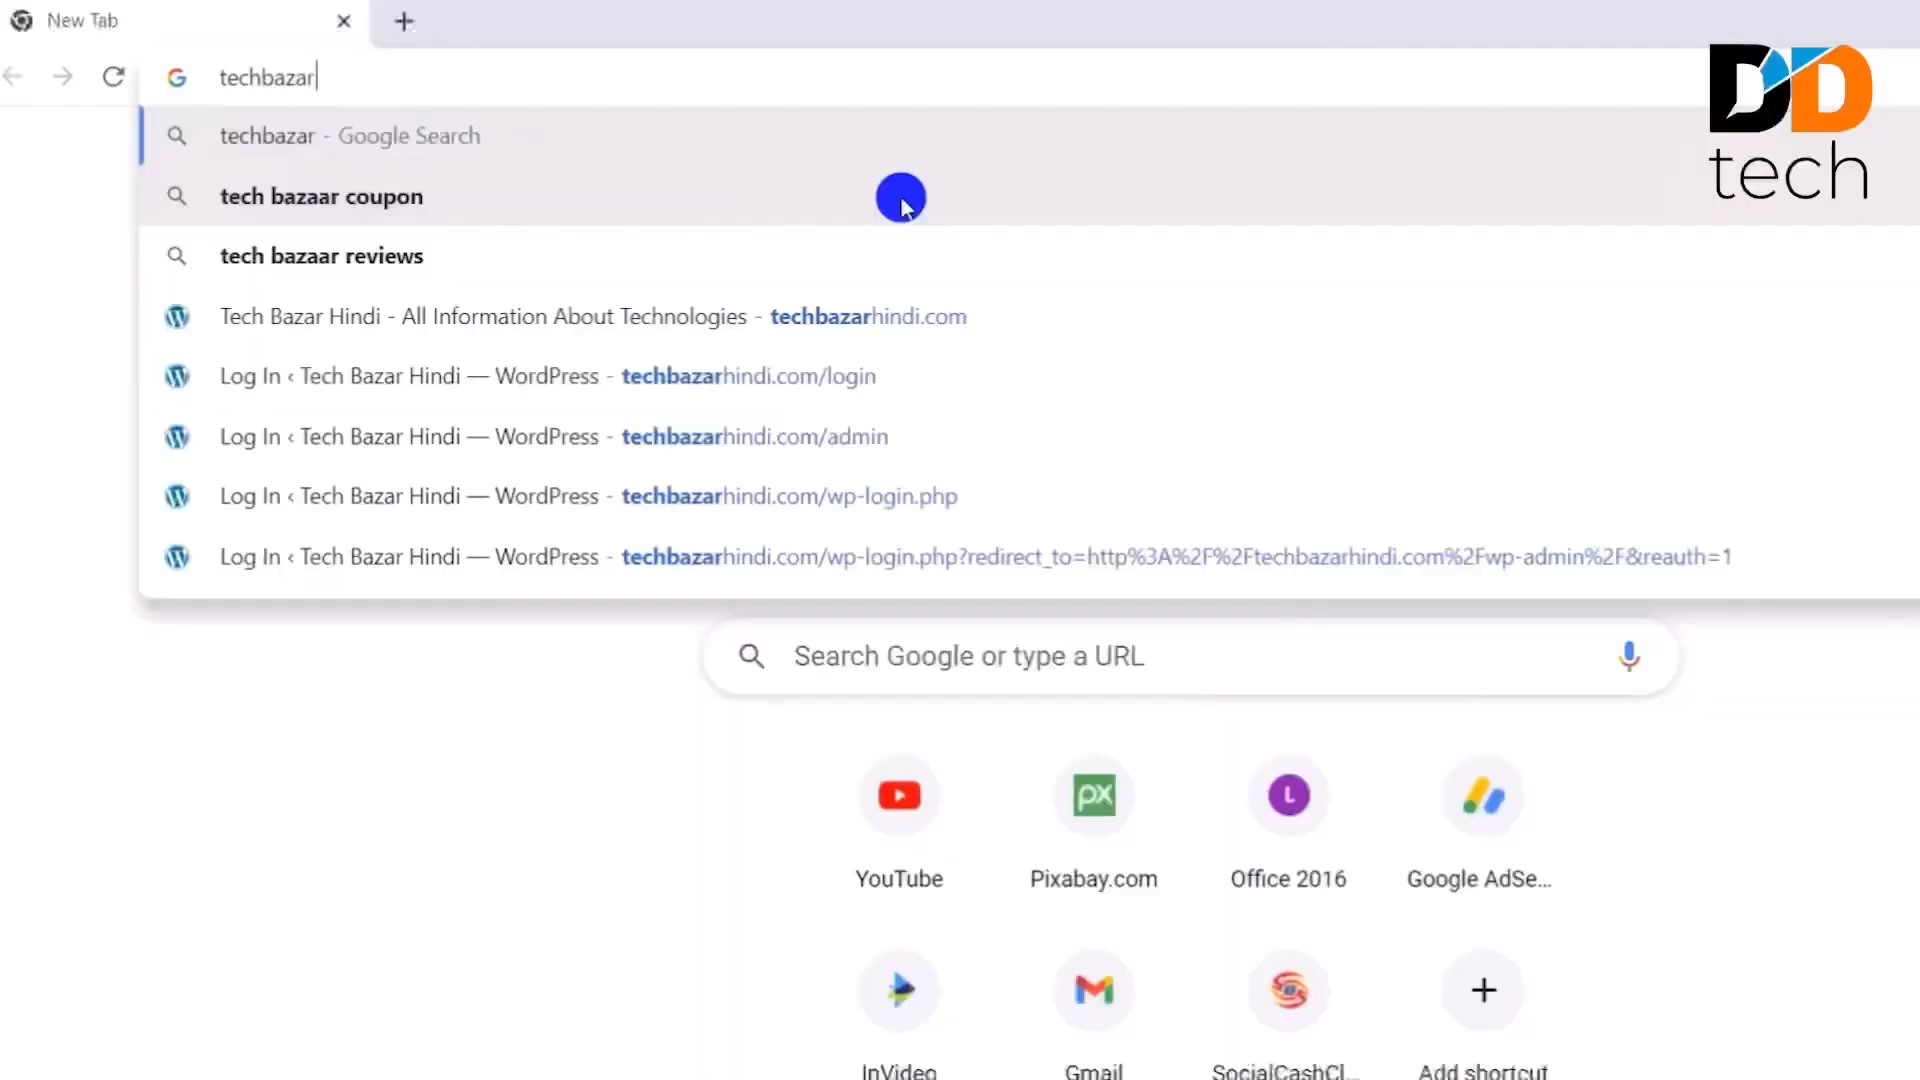 New Tab
techbazar
techbazar - Google Search
tech bazaar coupon
tech bazaar reviews
Tech Bazar Hindi - All Information About Technologies - techbazarhindi.com
Log In ‹ Tech Bazar Hindi — WordPress - techbazarhindi.com/login
Log In ‹ Tech Bazar Hindi — WordPress - techbazarhindi.com/admin
Log In ‹ Tech Bazar Hindi — WordPress - techbazarhindi.com/wp-login.php
Log In ‹ Tech Bazar Hindi — WordPress - techbazarhindi.com/wp-login.php?redirect_to=http%3A%2F%2Ftechbazarhindi.com%2Fwp-admin%2F&reauth=1
DD
tech
Search Google or type a URL
px
L
YouTube
Pixabay.com
Office 2016
Google AdSe...
InVideo
Gmail
SocialCashCl...
Add shortcut